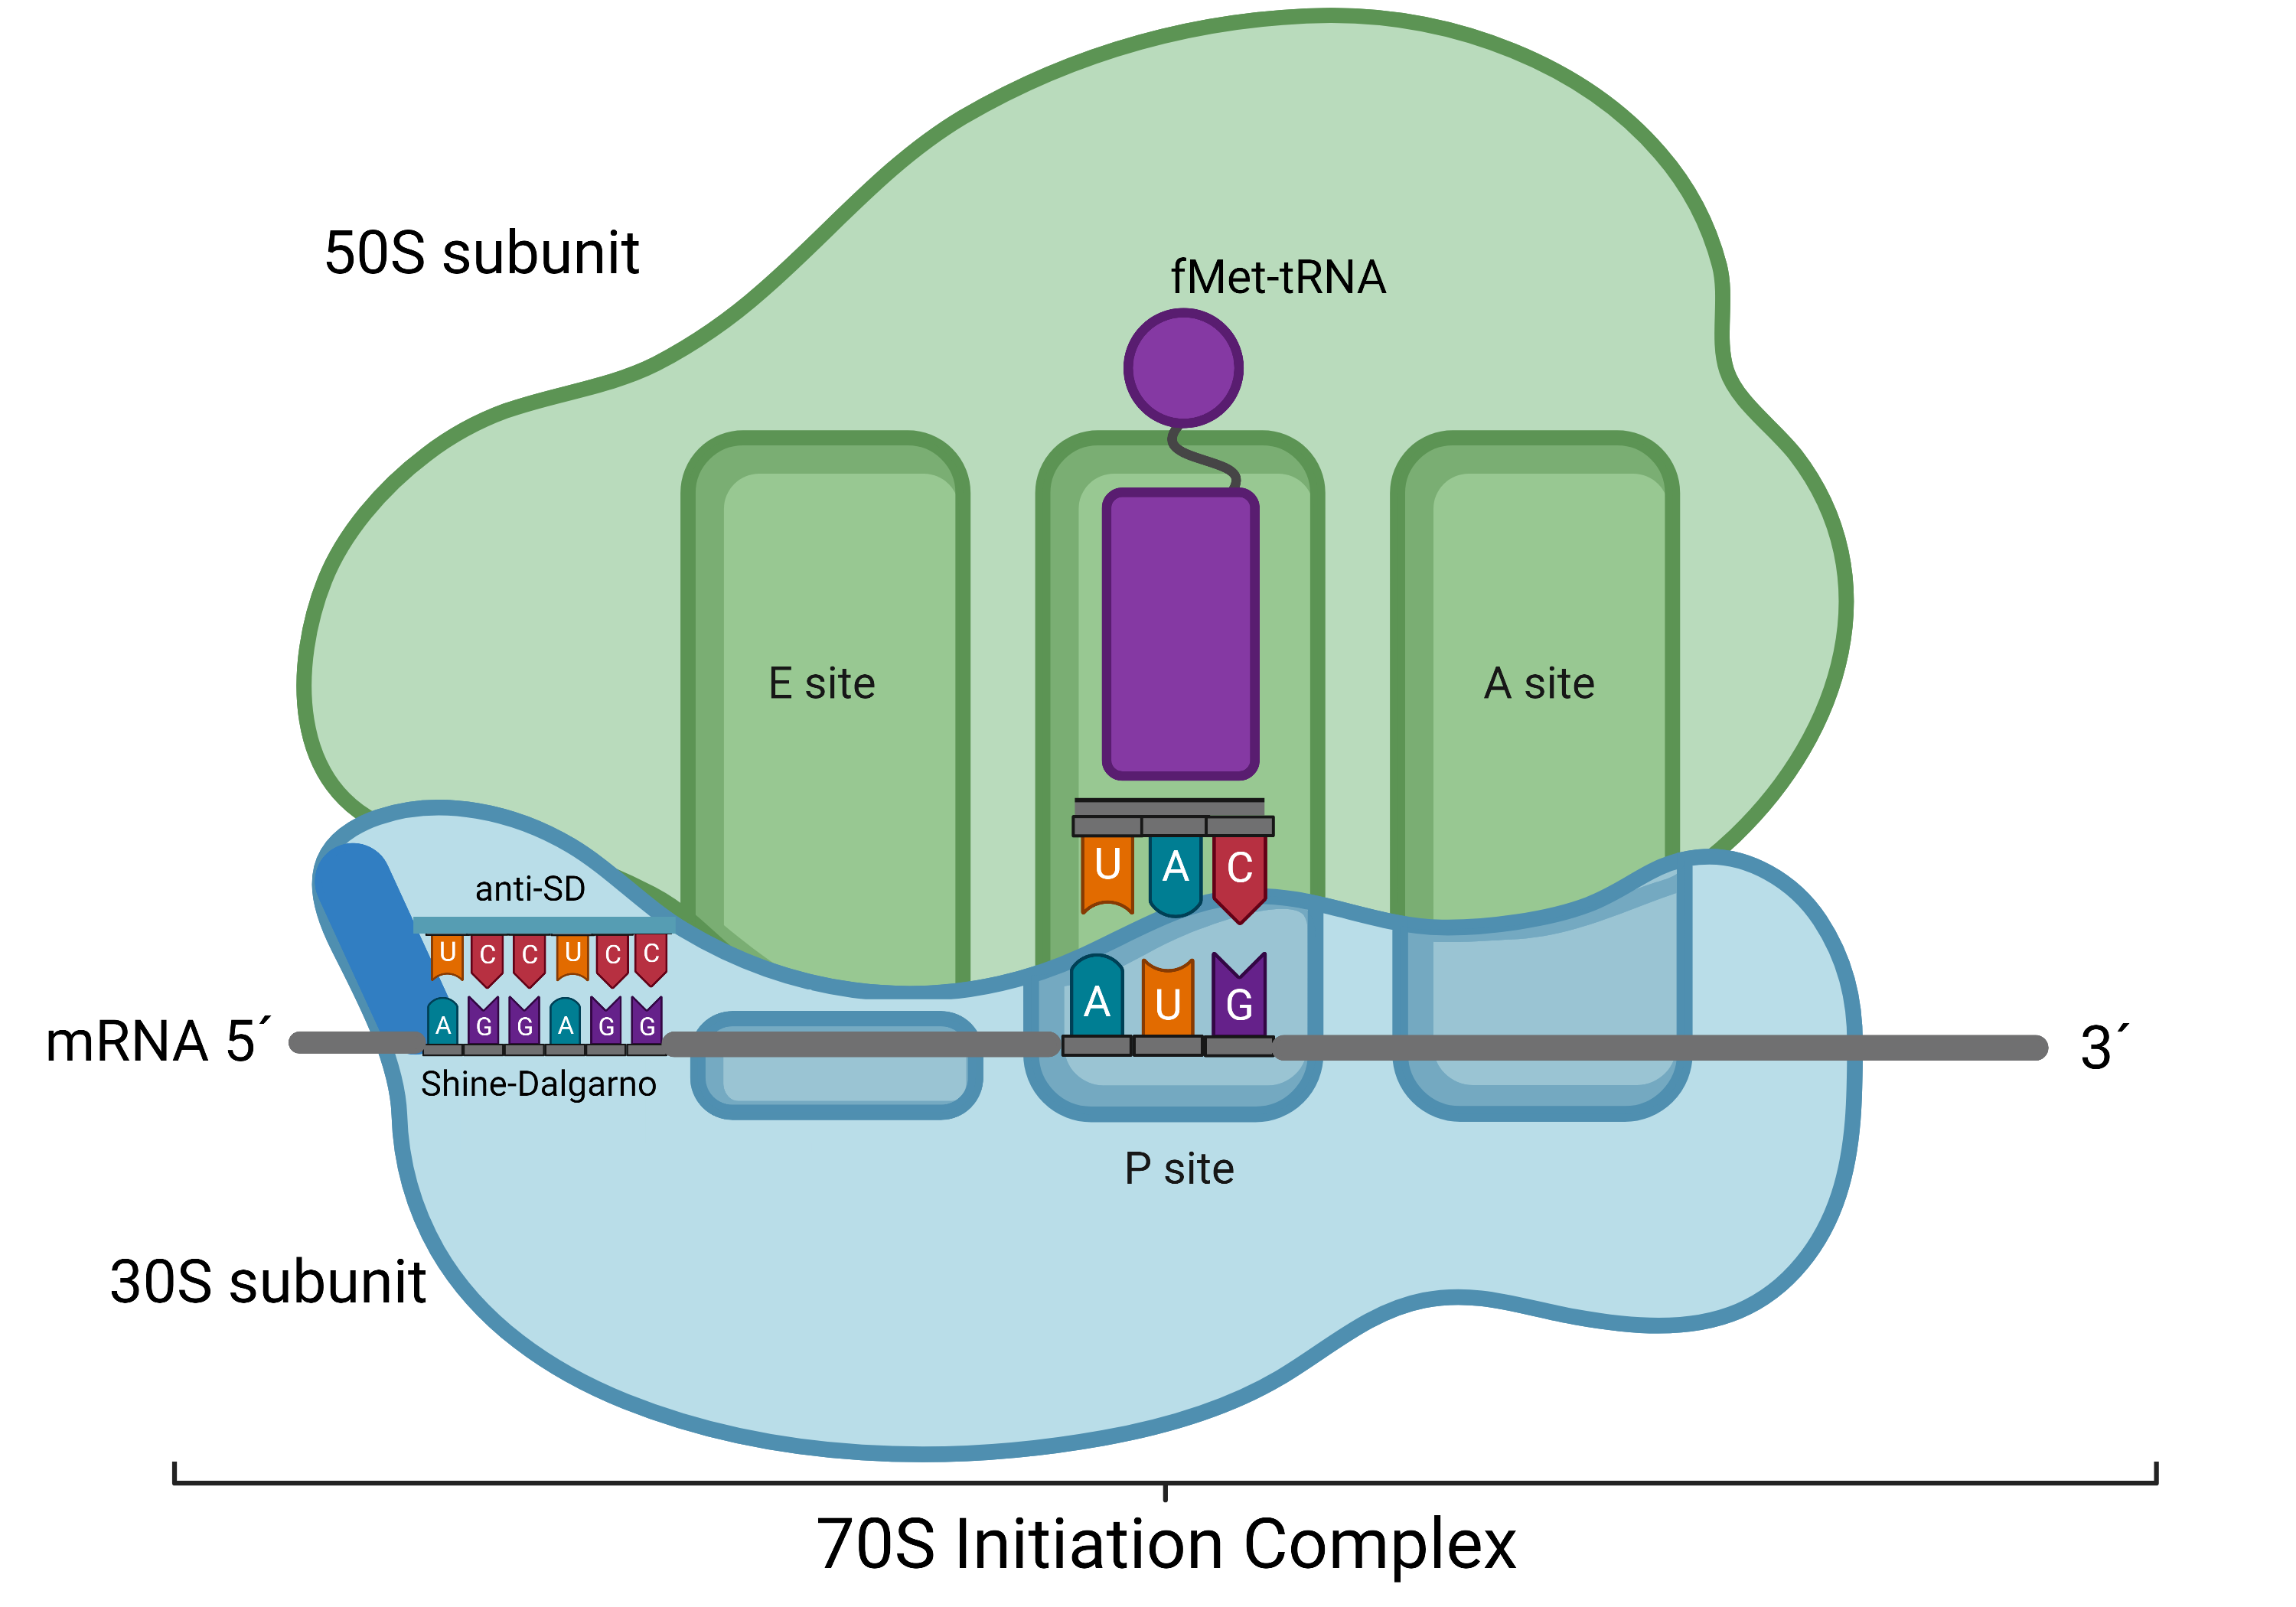 50S subunit
fMet-tRNA
E site
A site
U A C
anti-SD
U C C U C C
A G G A G G
A U G
mRNA 5´
3´
Shine-Dalgarno
P site
30S subunit
70S Initiation Complex